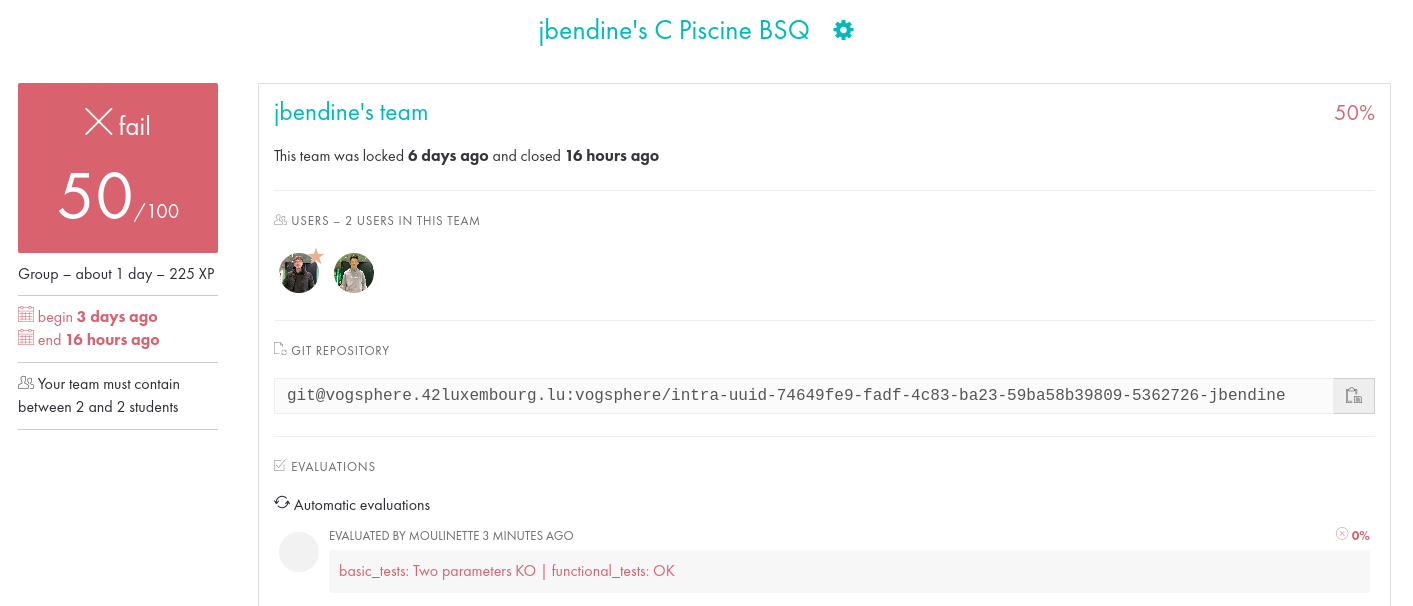 jbendine's C Piscine BSQ
fail
50/100
Group – about 1 day – 225 XP
begin 3 days ago
end 16 hours ago
Your team must contain
between 2 and 2 students
jbendine's team
50%
This team was locked 6 days ago and closed 16 hours ago
USERS – 2 USERS IN THIS TEAM
GIT REPOSITORY
git@vogsphere.42luxembourg.lu:vogsphere/intra-uuid-74649fe9-fadf-4c83-ba23-59ba58b39809-5362726-jbendine
EVALUATIONS
Automatic evaluations
EVALUATED BY MOULINETTE 3 MINUTES AGO
0%
basic_tests: Two parameters KO | functional_tests: OK